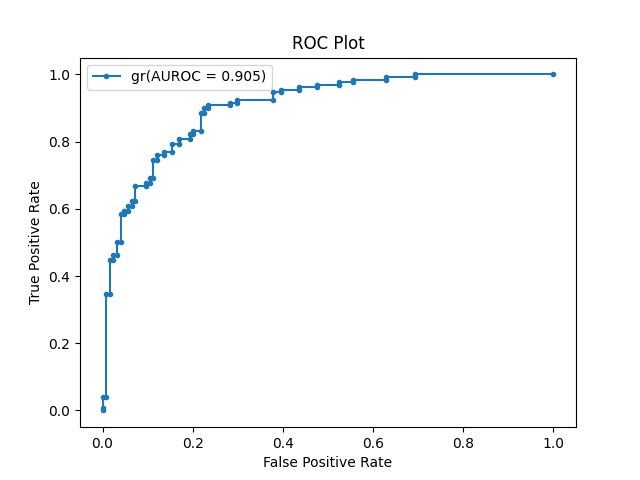 ROC Plot
gr(AUROC = 0.905)
1.0
0.8
0.6
0.4
0.2
0.0
True Positive Rate
0.0 0.2 0.4 0.6 0.8 1.0
False Positive Rate